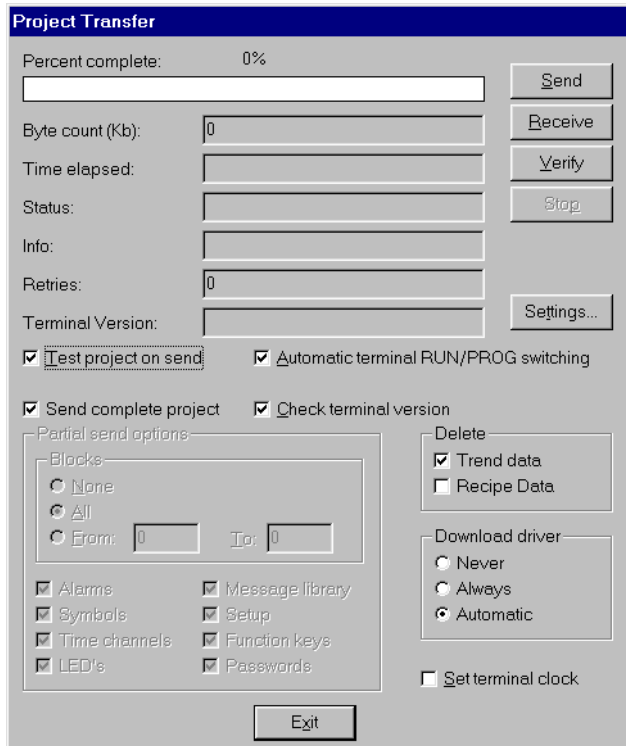 Project Transfer
Percent complete: 0%
Send
Byte count (Kb): 0
Receive
Time elapsed:
Verify
Status:
Stop
Info:
Retries: 0
Terminal Version:
Settings...
Test project on send
Automatic terminal RUN/PROG switching
Send complete project
Check terminal version
Partial send options
Blocks
None
All
From: 0 To: 0
Alarms
Message library
Symbols
Setup
Time channels
Function keys
LED's
Passwords
Delete
Trend data
Recipe Data
Download driver
Never
Always
Automatic
Set terminal clock
Exit